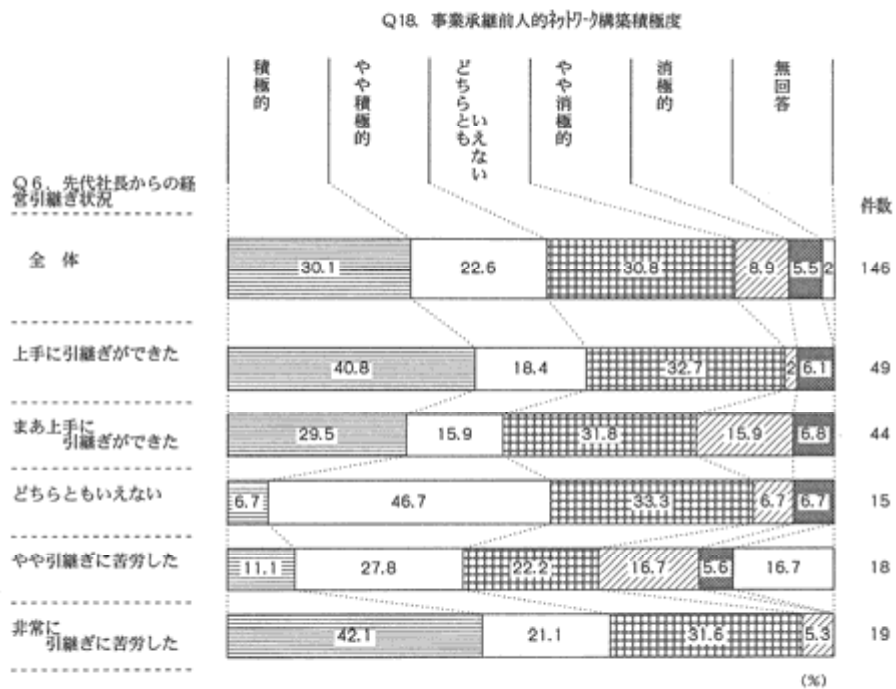 Q18. 事業承継前人的ネットワーク構築積極度
積極的
やや積極的
どちらとも
いえない
やや消極的
消極的
無回答
Q6. 先代社長からの経
営引継ぎ状況
件数
全 体
30.1 22.6 30.8 8.9 5.5 2 146
上手に引継ぎができた
40.8 18.4 32.7 2 6.1 49
まあ上手に
引継ぎができた
29.5 15.9 31.8 15.9 6.8 44
どちらともいえない
6.7 46.7 33.3 6.7 6.7 15
やや引継ぎに苦労した
11.1 27.8 22.2 16.7 5.6 16.7 18
非常に
引継ぎに苦労した
42.1 21.1 31.6 5.3 19
(%)